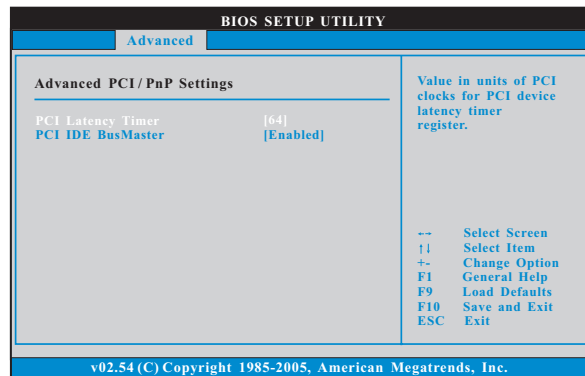 BIOS SETUP UTILITY
Advanced
Advanced PCI / PnP Settings
PCI Latency Timer [64]
PCI IDE BusMaster [Enabled]
Value in units of PCI
clocks for PCI device
latency timer
register.
←→ Select Screen
↑↓ Select Item
+- Change Option
F1 General Help
F9 Load Defaults
F10 Save and Exit
ESC Exit
v02.54 (C) Copyright 1985-2005, American Megatrends, Inc.